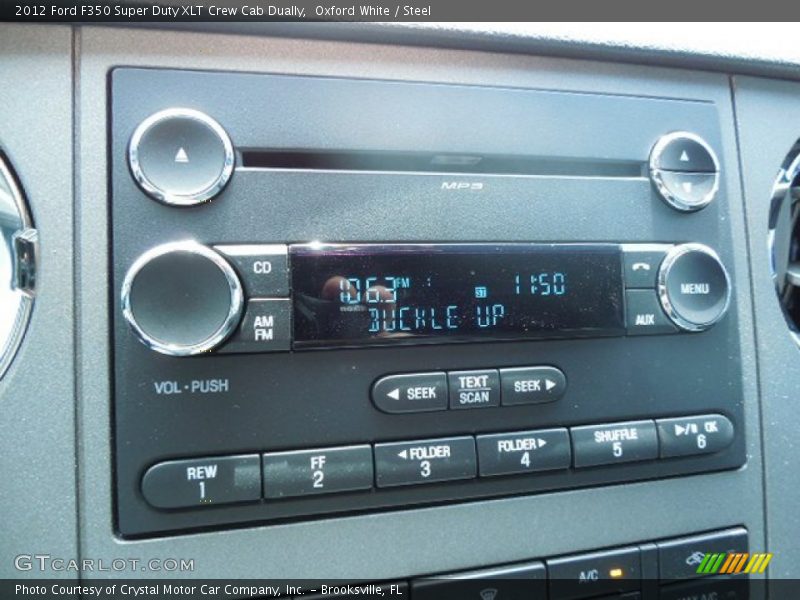 2012 Ford F350 Super Duty XLT Crew Cab Dually,  Oxford White / Steel
MP3
CD
106.3 FM
11:50
MENU
BUCKLE UP
AM
FM
AUX
VOL • PUSH
SEEK
TEXT
SCAN
SEEK
REW
1
FF
2
FOLDER
3
FOLDER
4
SHUFFLE
5
OK
6
A/C
GTCARLOT.COM
Photo Courtesy of Crystal Motor Car Company, Inc. – Brooksville, FL